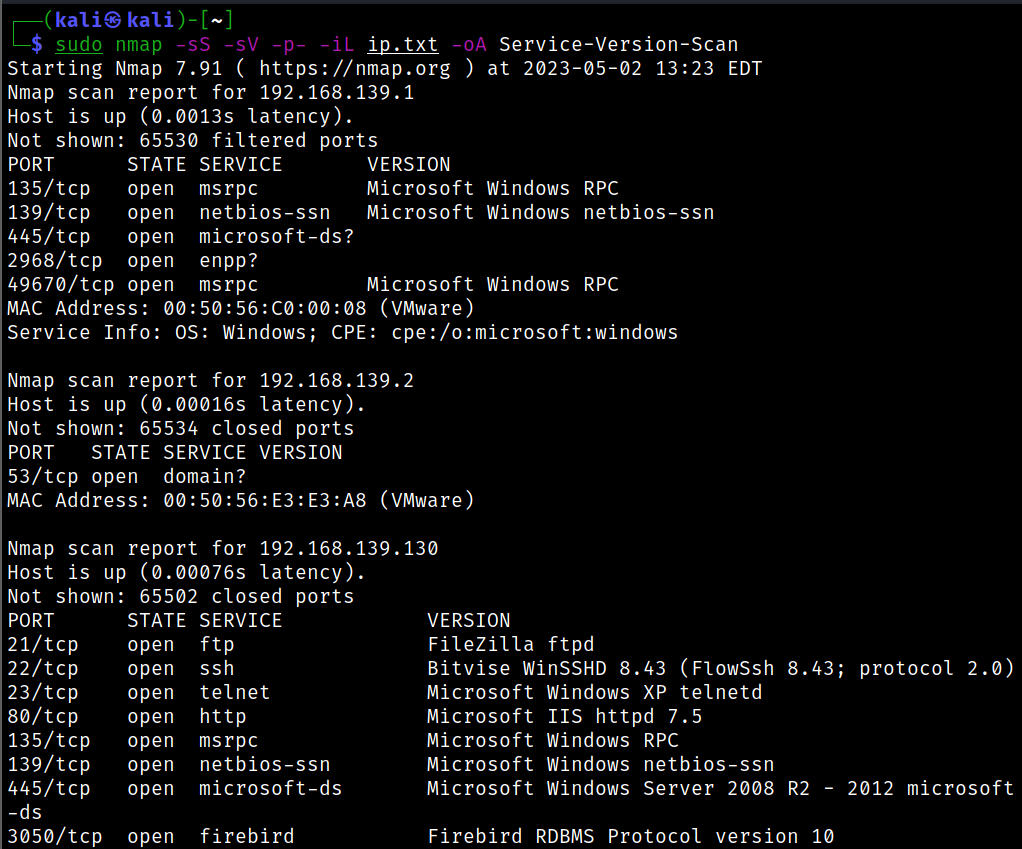 ┌──(kali㉿kali)-[~]
└─$ sudo nmap -sS -sV -p- -iL ip.txt -oA Service-Version-Scan
Starting Nmap 7.91 ( https://nmap.org ) at 2023-05-02 13:23 EDT
Nmap scan report for 192.168.139.1
Host is up (0.0013s latency).
Not shown: 65530 filtered ports
PORT      STATE SERVICE       VERSION
135/tcp   open  msrpc         Microsoft Windows RPC
139/tcp   open  netbios-ssn   Microsoft Windows netbios-ssn
445/tcp   open  microsoft-ds?
2968/tcp  open  enpp?
49670/tcp open  msrpc         Microsoft Windows RPC
MAC Address: 00:50:56:C0:00:08 (VMware)
Service Info: OS: Windows; CPE: cpe:/o:microsoft:windows

Nmap scan report for 192.168.139.2
Host is up (0.00016s latency).
Not shown: 65534 closed ports
PORT   STATE SERVICE VERSION
53/tcp open  domain?
MAC Address: 00:50:56:E3:E3:A8 (VMware)

Nmap scan report for 192.168.139.130
Host is up (0.00076s latency).
Not shown: 65502 closed ports
PORT      STATE SERVICE            VERSION
21/tcp    open  ftp                FileZilla ftpd
22/tcp    open  ssh                Bitvise WinSSHD 8.43 (FlowSsh 8.43; protocol 2.0)
23/tcp    open  telnet             Microsoft Windows XP telnetd
80/tcp    open  http               Microsoft IIS httpd 7.5
135/tcp   open  msrpc              Microsoft Windows RPC
139/tcp   open  netbios-ssn        Microsoft Windows netbios-ssn
445/tcp   open  microsoft-ds       Microsoft Windows Server 2008 R2 - 2012 microsoft
-ds
3050/tcp  open  firebird           Firebird RDBMS Protocol version 10